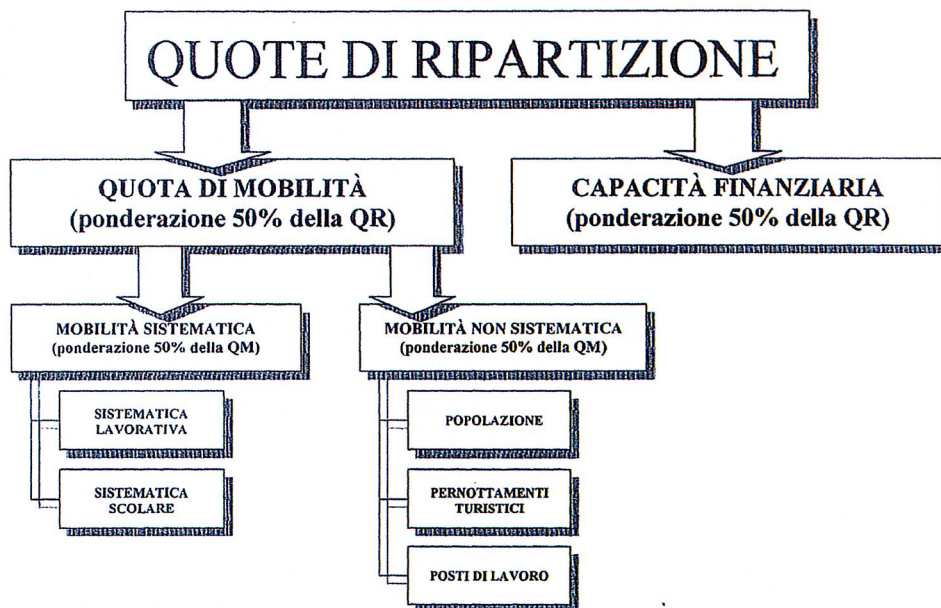 QUOTE DI RIPARTIZIONE
QUOTA DI MOBILITÀ
(ponderazione 50% della QR)
CAPACITÀ FINANZIARIA
(ponderazione 50% della QR)
MOBILITÀ SISTEMATICA
(ponderazione 50% della QM)
SISTEMATICA
LAVORATIVA
SISTEMATICA
SCOLARE
MOBILITÀ NON SISTEMATICA
(ponderazione 50% della QM)
POPOLAZIONE
PERNOTTAMENTI
TURISTICI
POSTI DI LAVORO